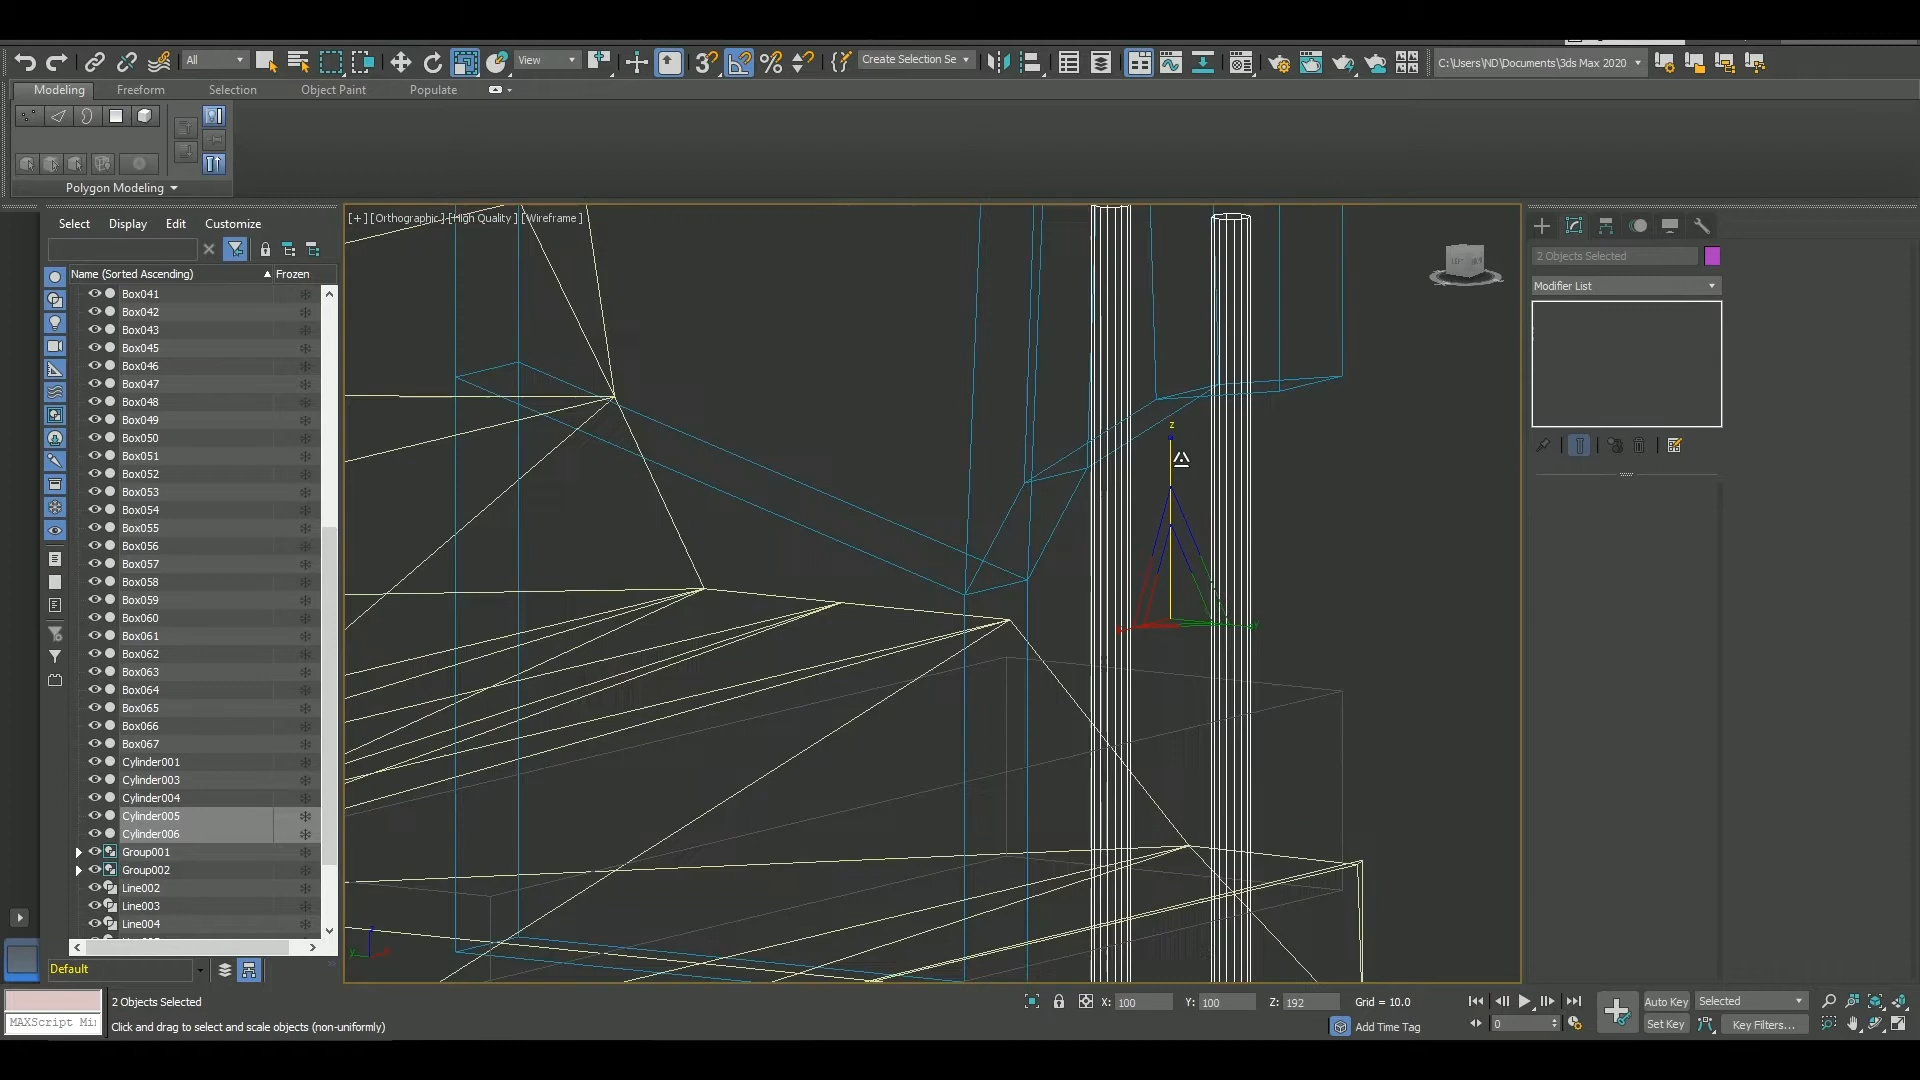 All
View
Create Selection Se
C:\Users\ND\Documents\3ds Max 2020
Modeling
Freeform
Selection
Object Paint
Populate
Polygon Modeling
Select
Display
Edit
Customize
Name (Sorted Ascending)
Frozen
Box041
Box042
Box043
Box045
Box046
Box047
Box048
Box049
Box050
Box051
Box052
Box053
Box054
Box055
Box056
Box057
Box058
Box059
Box060
Box061
Box062
Box063
Box064
Box065
Box066
Box067
Cylinder001
Cylinder003
Cylinder004
Cylinder005
Cylinder006
Group001
Group002
Line002
Line003
Line004
Default
[+] [Orthographic] [High Quality] [Wireframe]
z
2 Objects Selected
Modifier List
2 Objects Selected
Click and drag to select and scale objects (non-uniformly)
MAXScript Mi
X: 100
Y: 100
Z: 192
Grid = 10.0
Add Time Tag
0
Auto Key
Selected
Set Key
Key Filters...